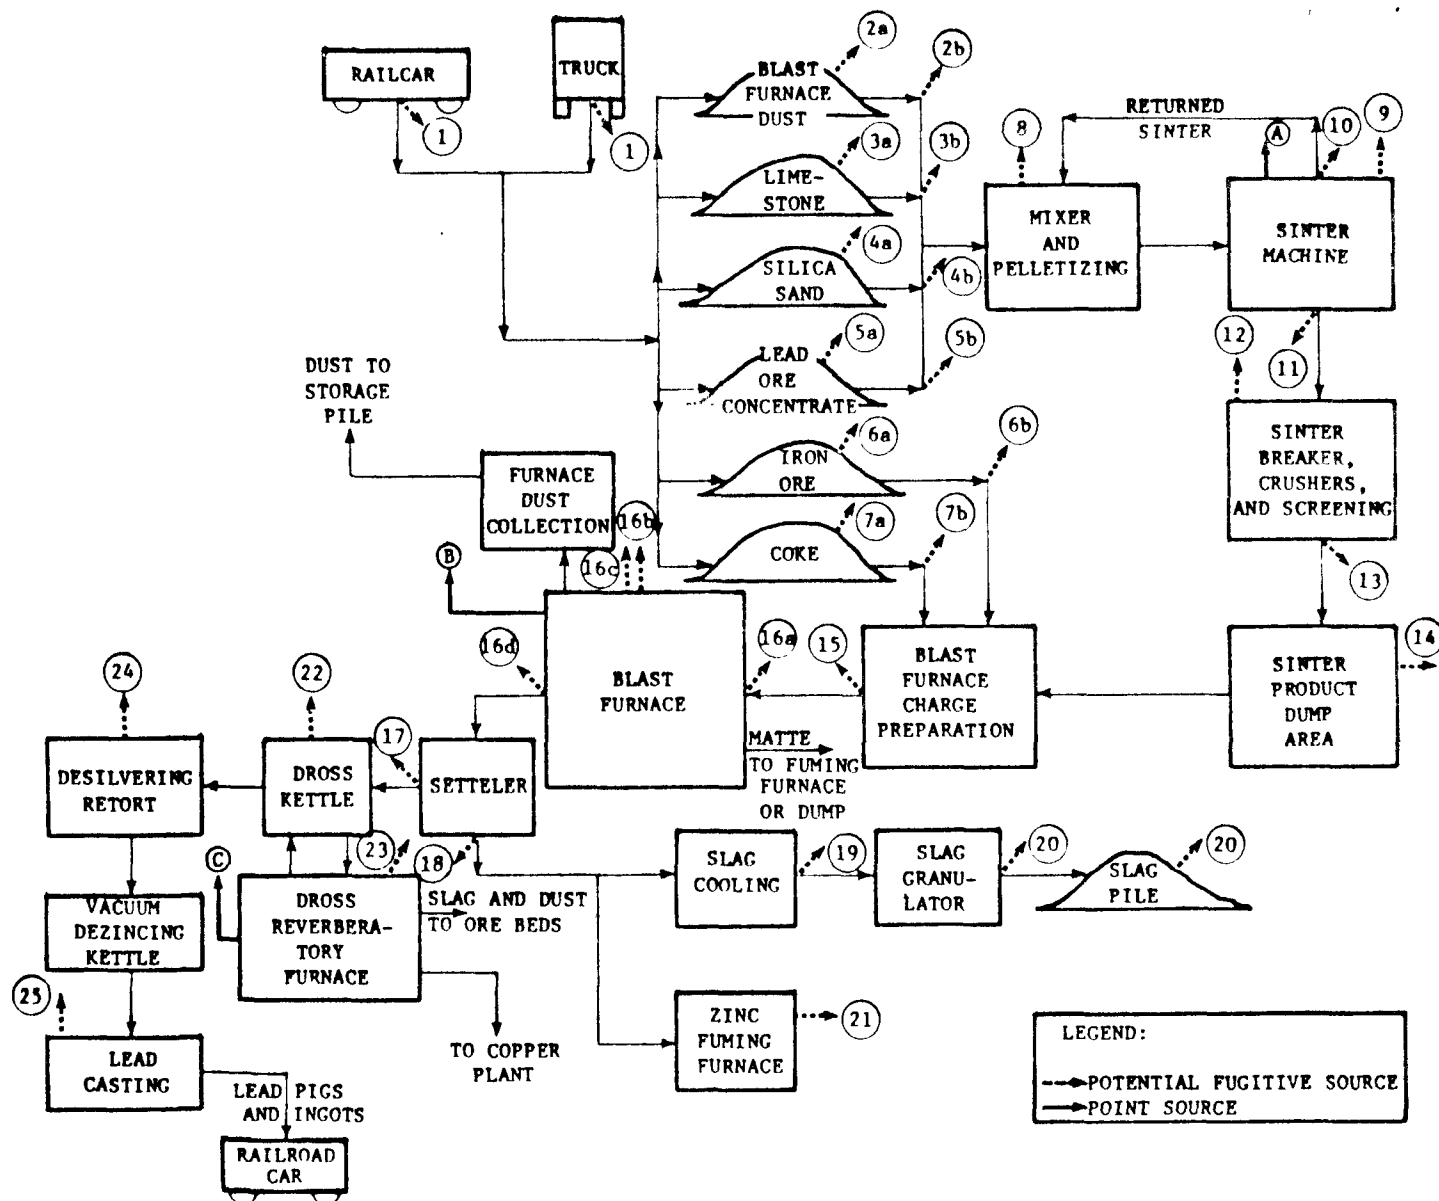 RAILCAR
1
TRUCK
1
BLAST
FURNACE
DUST
2a
2b
LIME-
STONE
3a
3b
SILICA
SAND
4a
4b
LEAD
ORE
CONCENTRATE
5a
5b
IRON
ORE
6a
6b
COKE
7a
7b
MIXER
AND
PELLETIZING
8
RETURNED
SINTER
A
10
9
SINTER
MACHINE
11
12
SINTER
BREAKER,
CRUSHERS,
AND SCREENING
13
SINTER
PRODUCT
DUMP
AREA
14
BLAST
FURNACE
CHARGE
PREPARATION
15
16a
DUST TO
STORAGE
PILE
FURNACE
DUST
COLLECTION
16b
16c
B
BLAST
FURNACE
16d
MATTE
TO FUMING
FURNACE
OR DUMP
SETTELER
17
18
DROSS
KETTLE
22
DESILVERING
RETORT
24
VACUUM
DEZINCING
KETTLE
C
23
DROSS
REVERBERA-
TORY
FURNACE
SLAG AND DUST
TO ORE BEDS
TO COPPER
PLANT
SLAG
COOLING
19
SLAG
GRANU-
LATOR
20
SLAG
PILE
20
ZINC
FUMING
FURNACE
21
25
LEAD
CASTING
LEAD PIGS
AND INGOTS
RAILROAD
CAR
LEGEND:
POTENTIAL FUGITIVE SOURCE
POINT SOURCE